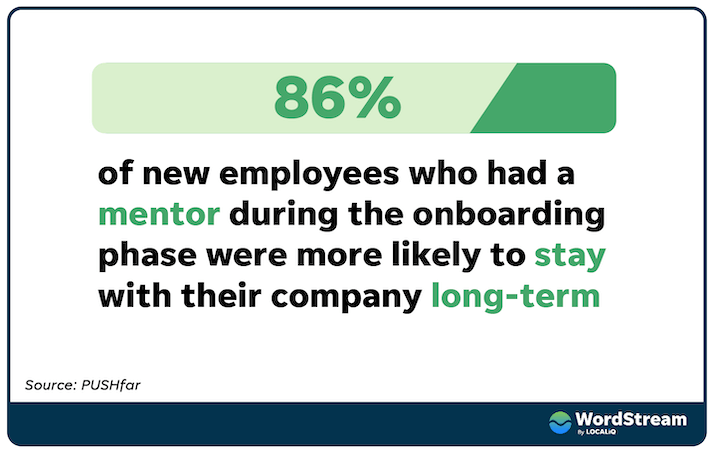 86%
of new employees who had a
mentor during the onboarding
phase were more likely to stay
with their company long-term
Source: PUSHfar
WordStream
By LOCALiQ